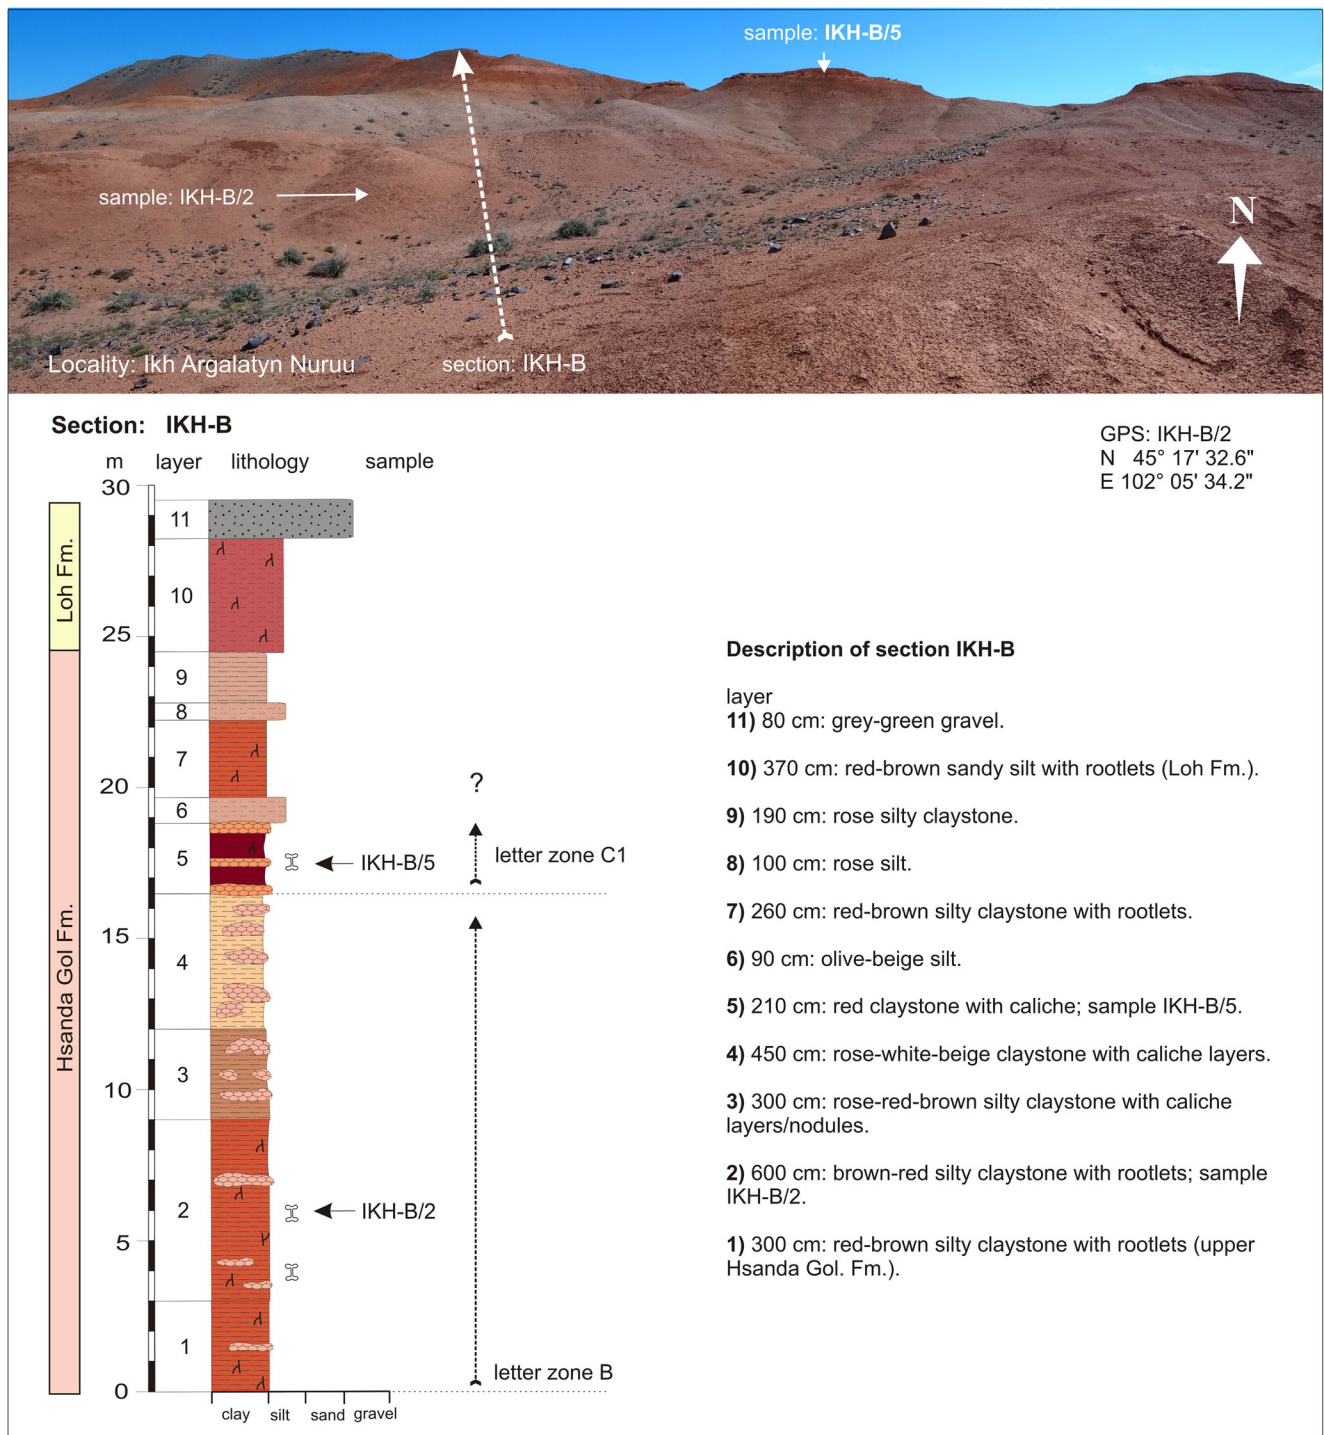 sample: IKH-B/5
sample: IKH-B/2
N
Locality: Ikh Argalatyn Nuruu
section: IKH-B
Section: IKH-B
GPS: IKH-B/2
N 45° 17' 32.6"
E 102° 05' 34.2"
m layer lithology sample
30
11
Loh Fm.
10
25
9
8
7
20
?
6
5
IKH-B/5
letter zone C1
15
4
Hsanda Gol Fm.
3
10
2
IKH-B/2
5
1
letter zone B
0
clay silt sand gravel
Description of section IKH-B
layer
11) 80 cm: grey-green gravel.
10) 370 cm: red-brown sandy silt with rootlets (Loh Fm.).
9) 190 cm: rose silty claystone.
8) 100 cm: rose silt.
7) 260 cm: red-brown silty claystone with rootlets.
6) 90 cm: olive-beige silt.
5) 210 cm: red claystone with caliche; sample IKH-B/5.
4) 450 cm: rose-white-beige claystone with caliche layers.
3) 300 cm: rose-red-brown silty claystone with caliche
layers/nodules.
2) 600 cm: brown-red silty claystone with rootlets; sample
IKH-B/2.
1) 300 cm: red-brown silty claystone with rootlets (upper
Hsanda Gol. Fm.).